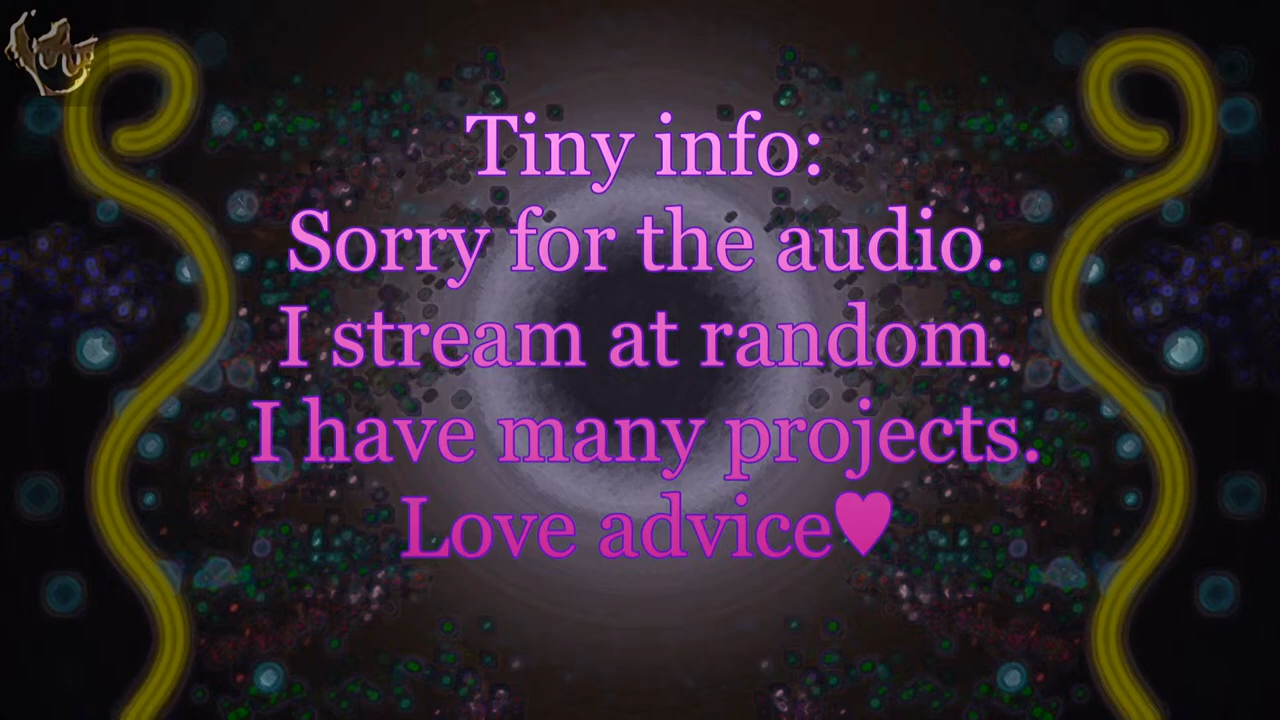 Tiny info:
Sorry for the audio.
I stream at random.
I have many projects.
Love advice♥